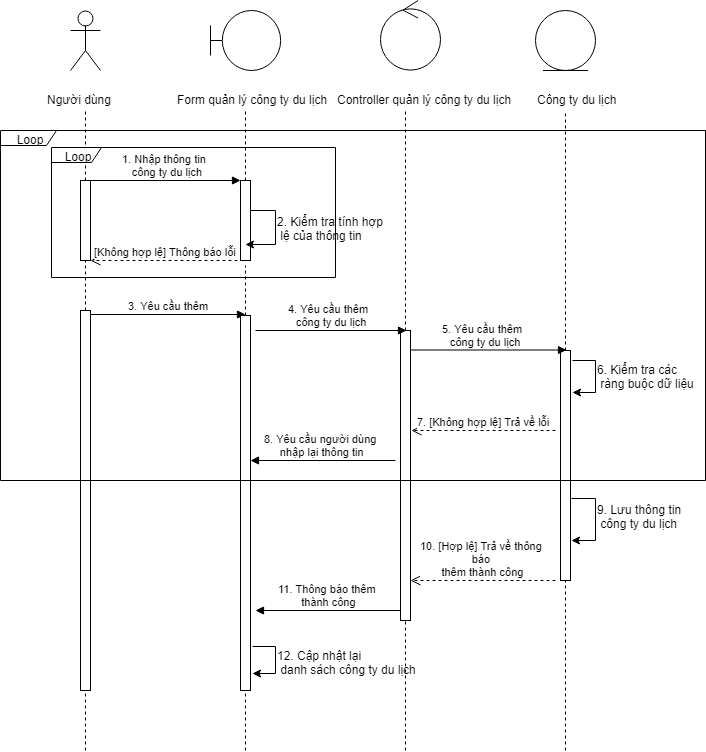 Người dùng
Form quản lý công ty du lịch
Controller quản lý công ty du lịch
Công ty du lịch
Loop
Loop
1. Nhập thông tin
công ty du lịch
2. Kiểm tra tính hợp
lệ của thông tin
[Không hợp lệ] Thông báo lỗi
3. Yêu cầu thêm
4. Yêu cầu thêm
công ty du lịch
5. Yêu cầu thêm
công ty du lịch
6. Kiểm tra các
ràng buộc dữ liệu
7. [Không hợp lệ] Trả về lỗi
8. Yêu cầu người dùng
nhập lại thông tin
9. Lưu thông tin
công ty du lịch
10. [Hợp lệ] Trả về thông
báo
thêm thành công
11. Thông báo thêm
thành công
12. Cập nhật lại
danh sách công ty du lịch